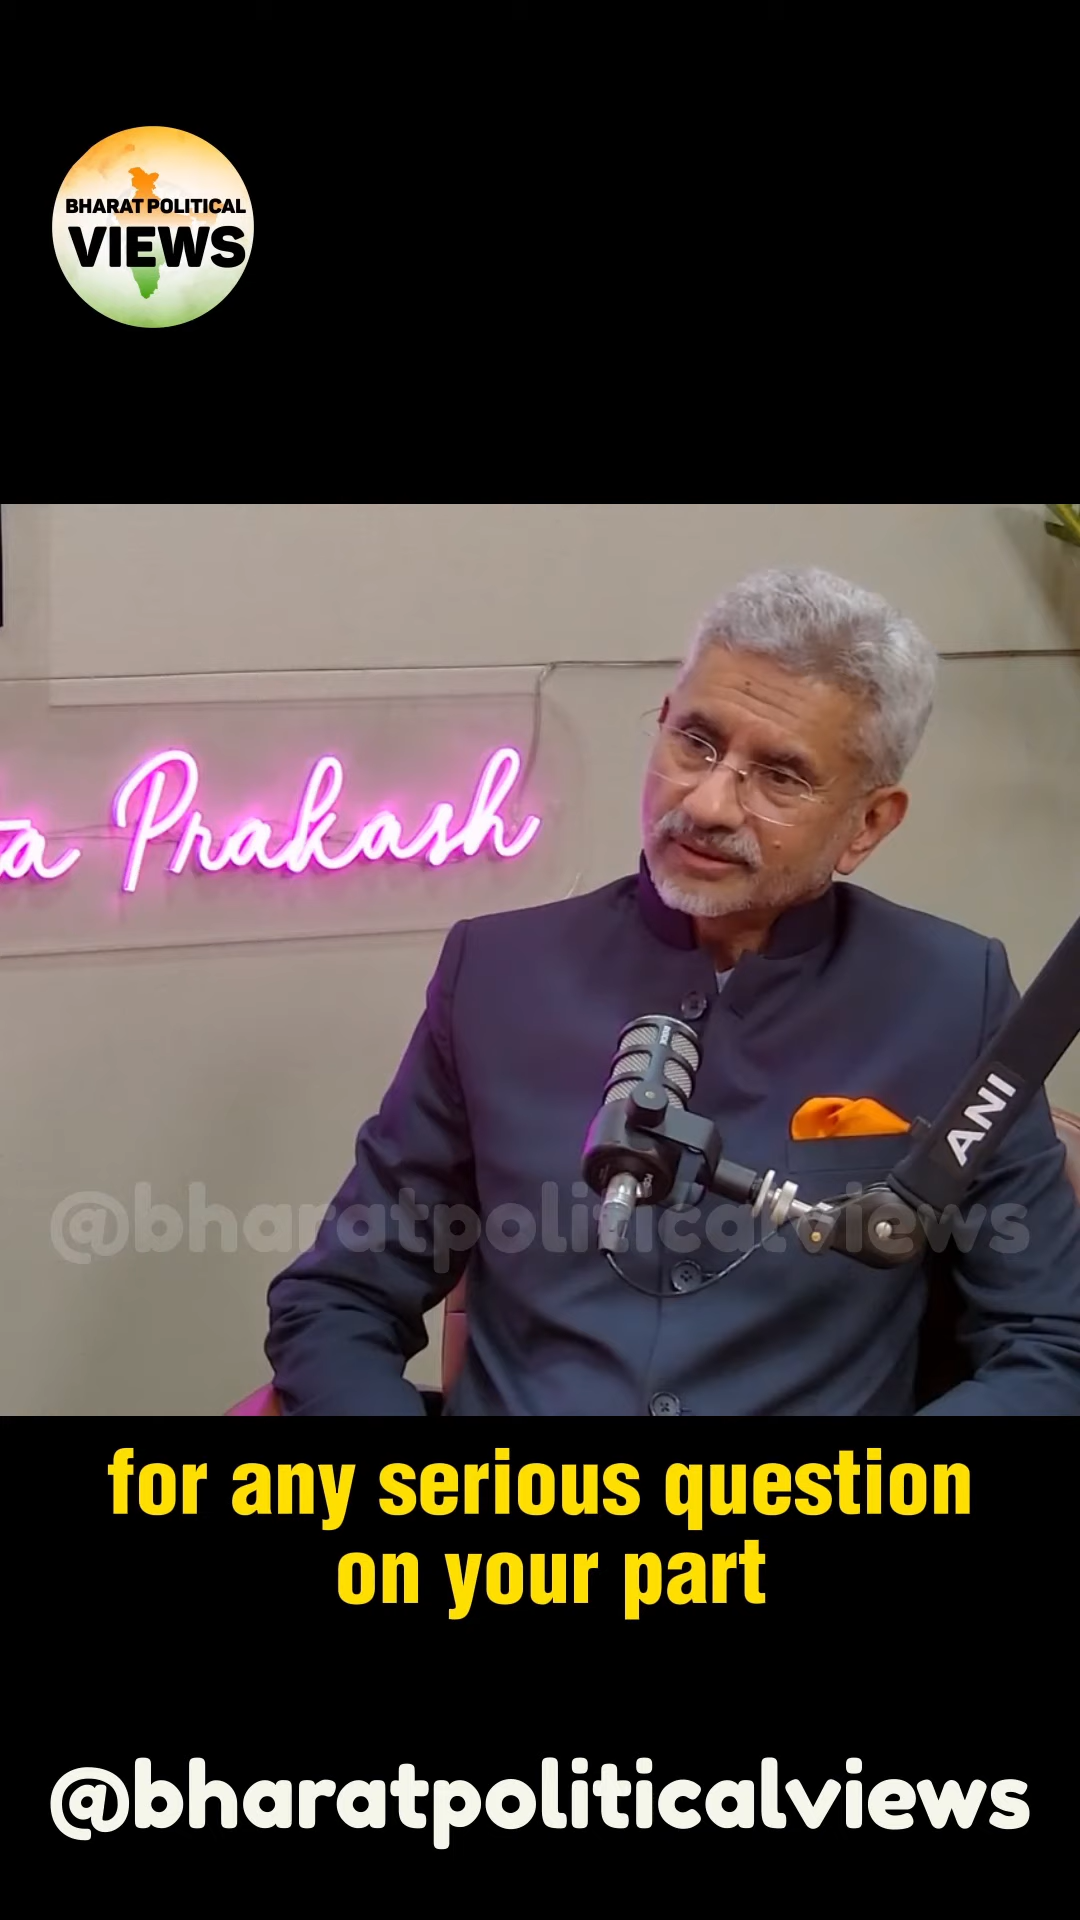 BHARAT POLITICAL
VIEWS
a Prakash
ANI
@bharatpoliticalviews
for any serious question
on your part
@bharatpoliticalviews